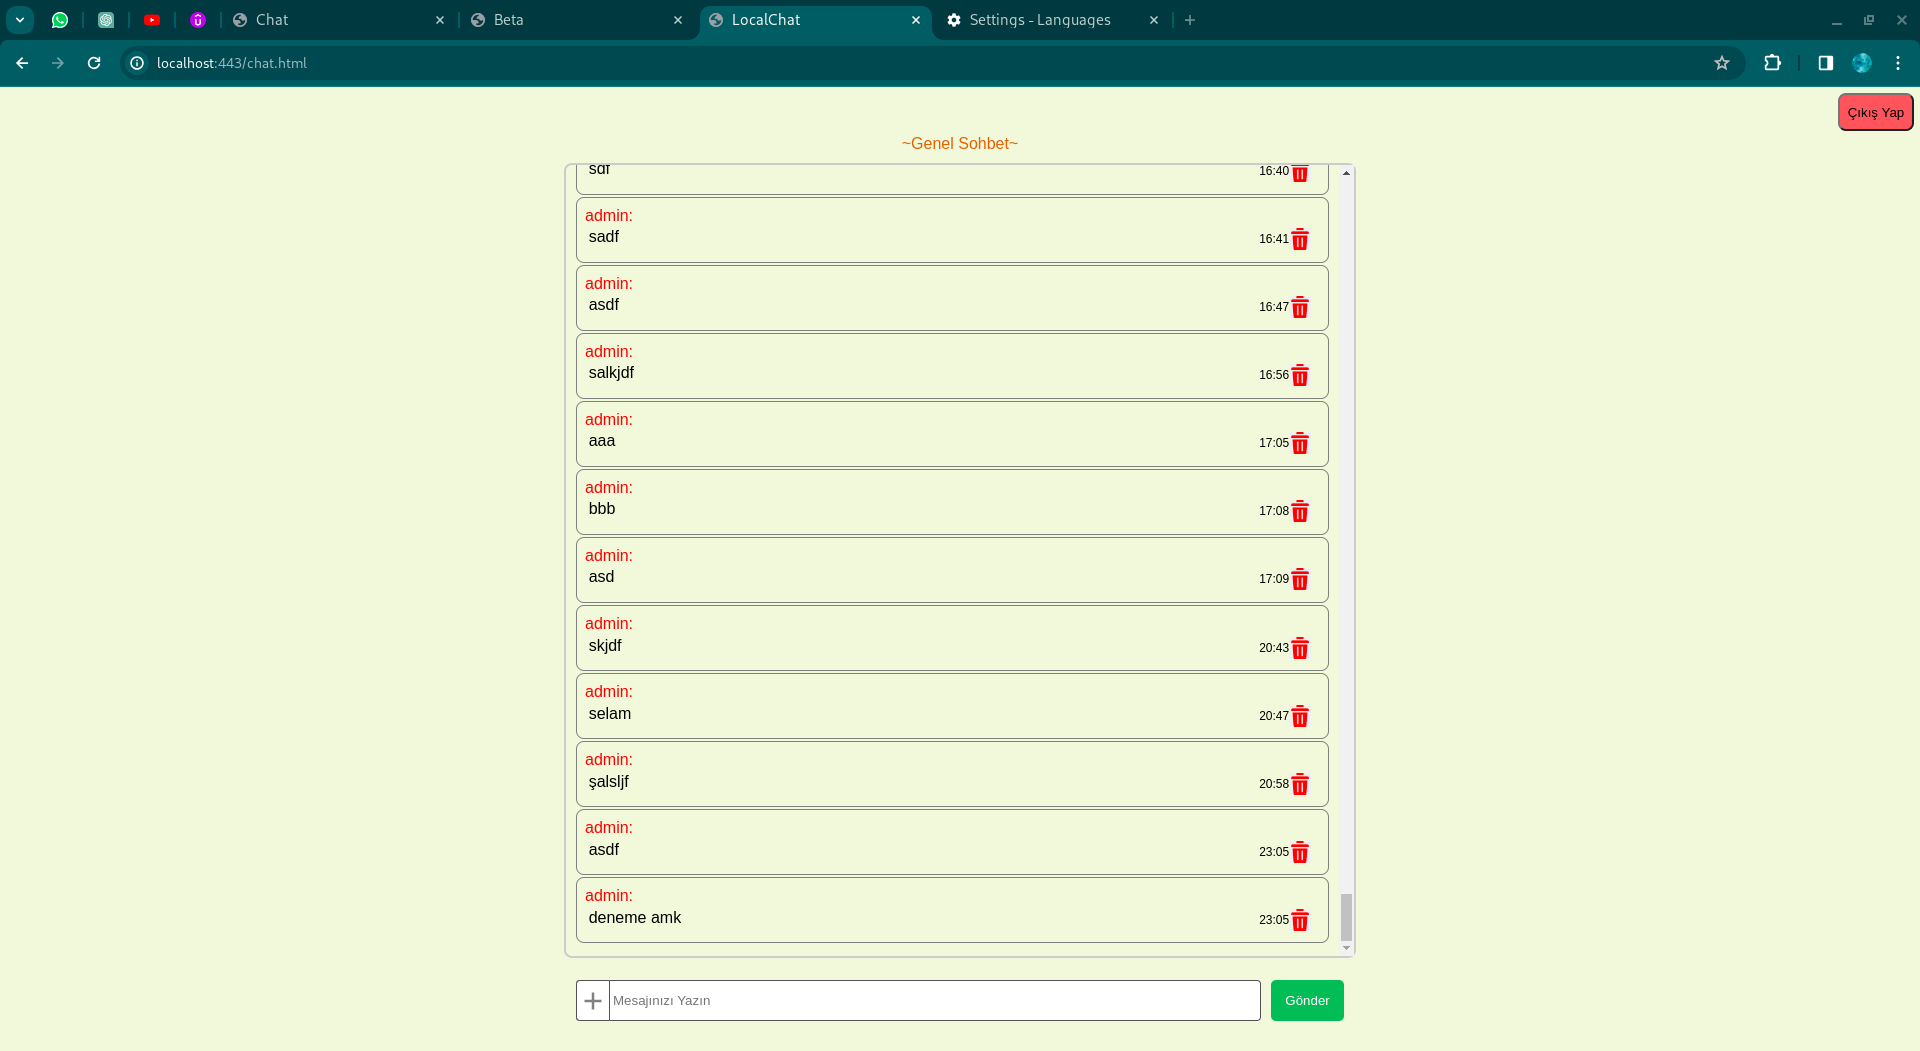 Chat
Beta
LocalChat
Settings - Languages
localhost:443/chat.html
Çıkış Yap
~Genel Sohbet~
sdf
16:40
admin:
sadf
16:41
admin:
asdf
16:47
admin:
salkjdf
16:56
admin:
aaa
17:05
admin:
bbb
17:08
admin:
asd
17:09
admin:
skjdf
20:43
admin:
selam
20:47
admin:
şalsljf
20:58
admin:
asdf
23:05
admin:
deneme amk
23:05
Mesajınızı Yazın
Gönder